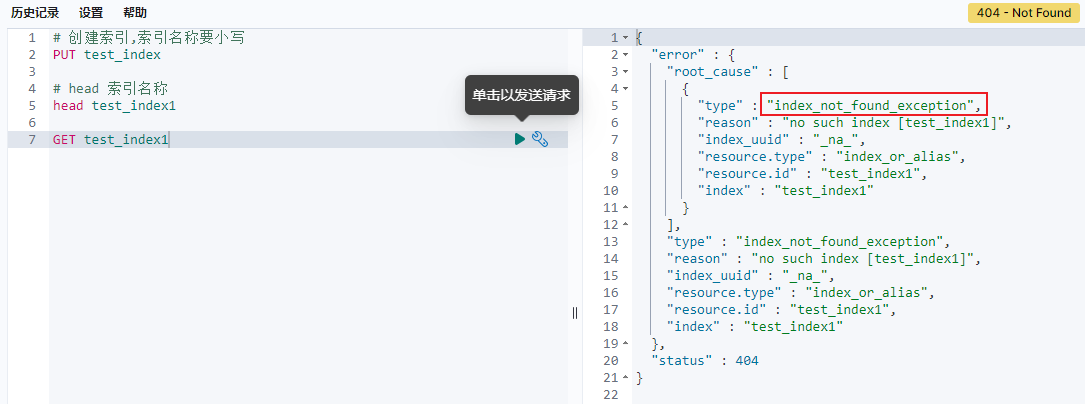 历史记录 设置 帮助
404 - Not Found
1 # 创建索引,索引名称要小写
2 PUT test_index
3
4 # head 索引名称
5 head test_index1
6
7 GET test_index1
单击以发送请求
1 {
2 "error" : {
3 "root_cause" : [
4 {
5 "type" : "index_not_found_exception",
6 "reason" : "no such index [test_index1]",
7 "index_uuid" : "_na_",
8 "resource.type" : "index_or_alias",
9 "resource.id" : "test_index1",
10 "index" : "test_index1"
11 }
12 ],
13 "type" : "index_not_found_exception",
14 "reason" : "no such index [test_index1]",
15 "index_uuid" : "_na_",
16 "resource.type" : "index_or_alias",
17 "resource.id" : "test_index1",
18 "index" : "test_index1"
19 },
20 "status" : 404
21 }
22